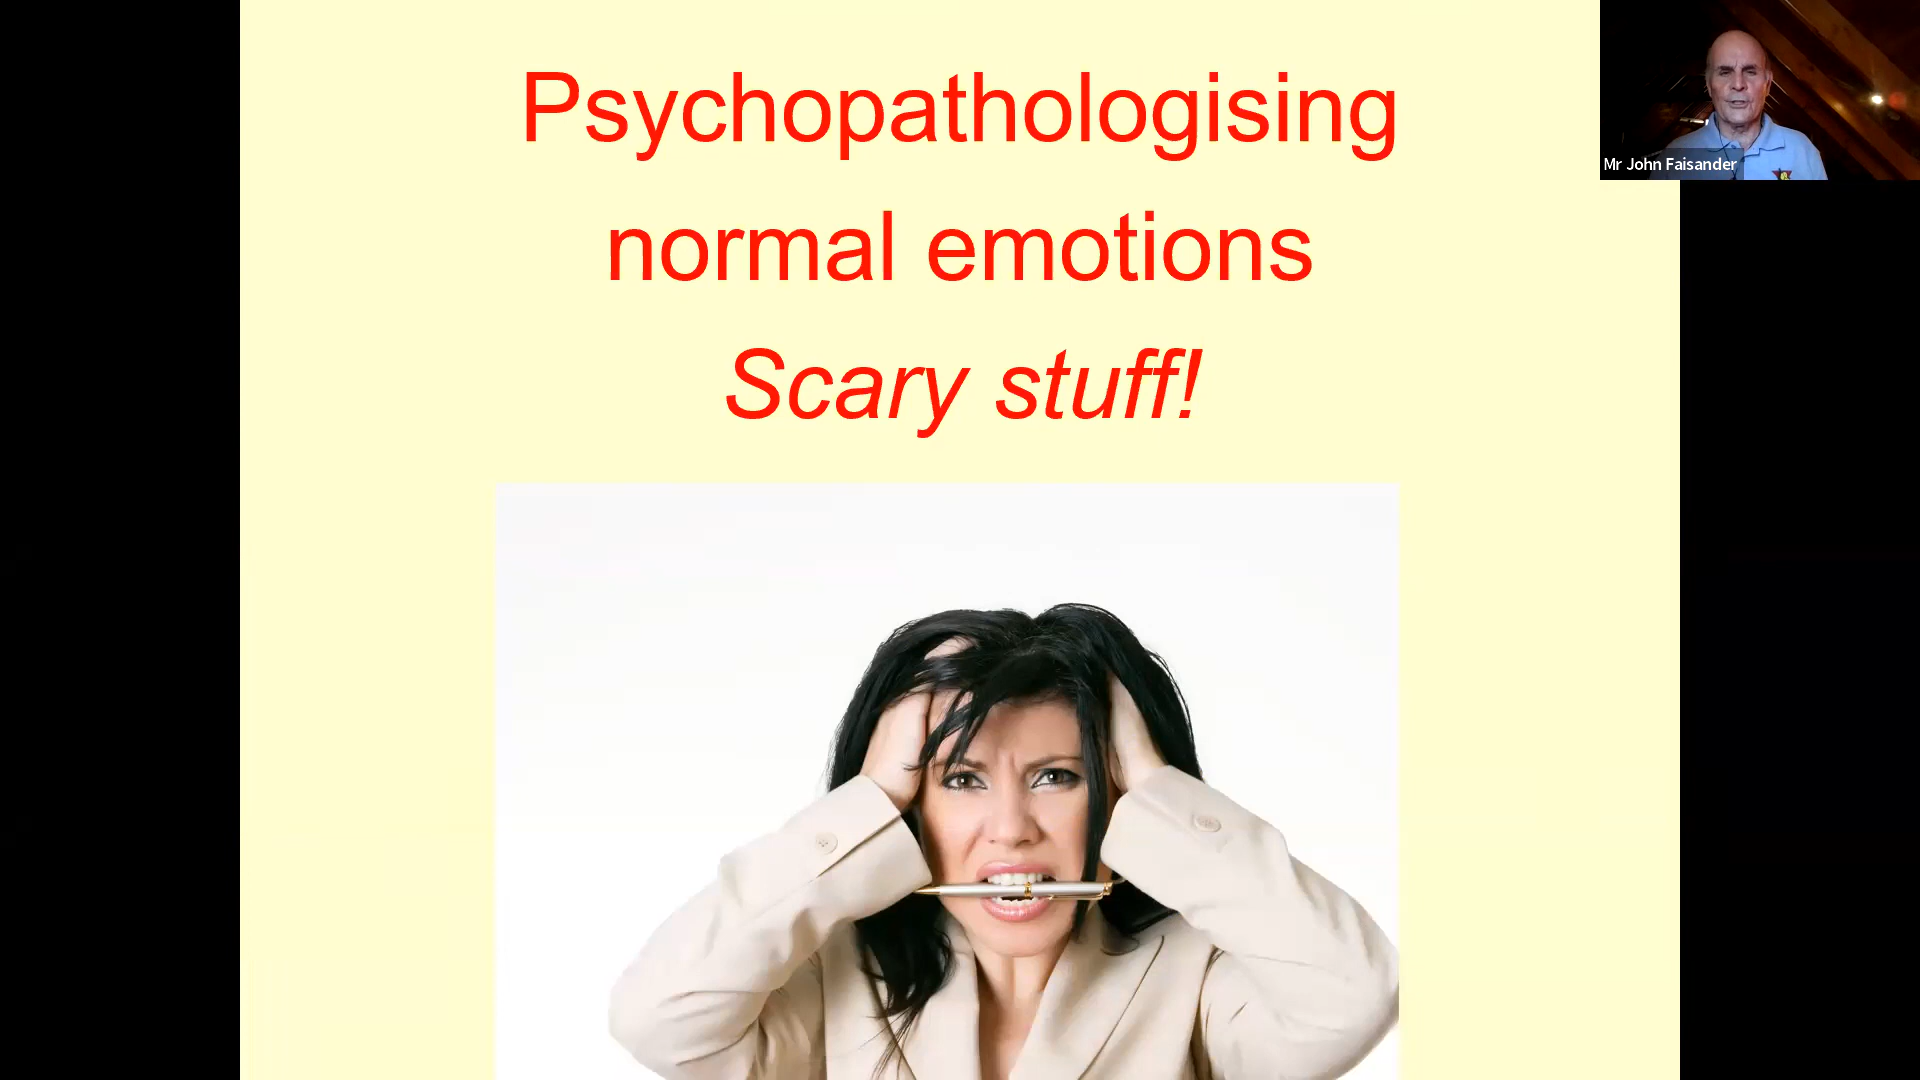 Psychopathologising
normal emotions
Scary stuff!
Mr John Faisander